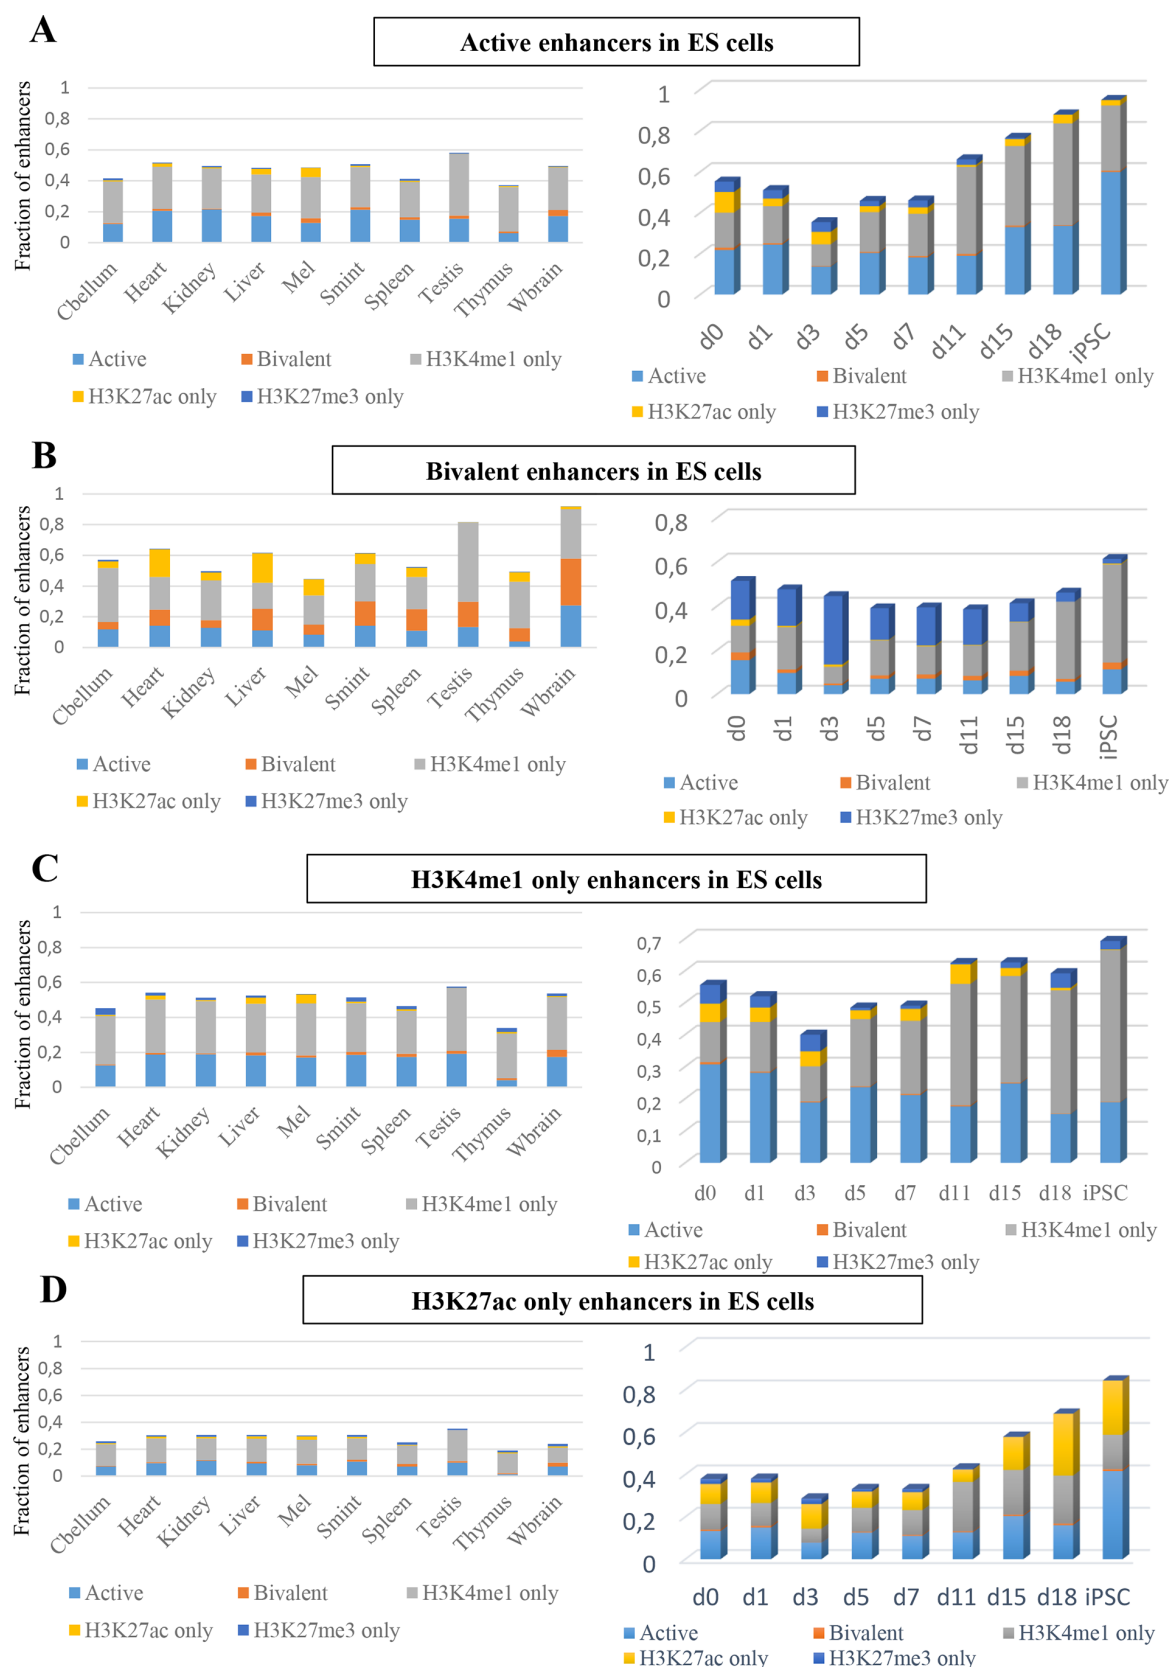 A
Active enhancers in ES cells
Fraction of enhancers
1
0,8
0,6
0,4
0,2
0
Cbellum Heart Kidney Liver Mel Smint Spleen Testis Thymus Wbrain
Active Bivalent H3K4me1 only
H3K27ac only H3K27me3 only
1
0,8
0,6
0,4
0,2
0
d0 d1 d3 d5 d7 d11 d15 d18 iPSC
Active Bivalent H3K4me1 only
H3K27ac only H3K27me3 only
B
Bivalent enhancers in ES cells
Fraction of enhancers
1
0,8
0,6
0,4
0,2
0
Cbellum Heart Kidney Liver Mel Smint Spleen Testis Thymus Wbrain
Active Bivalent H3K4me1 only
H3K27ac only H3K27me3 only
0,8
0,6
0,4
0,2
0
d0 d1 d3 d5 d7 d11 d15 d18 iPSC
Active Bivalent H3K4me1 only
H3K27ac only H3K27me3 only
C
H3K4me1 only enhancers in ES cells
Fraction of enhancers
1
0,8
0,6
0,4
0,2
0
Cbellum Heart Kidney Liver Mel Smint Spleen Testis Thymus Wbrain
Active Bivalent H3K4me1 only
H3K27ac only H3K27me3 only
0,7
0,6
0,5
0,4
0,3
0,2
0,1
0
d0 d1 d3 d5 d7 d11 d15 d18 iPSC
Active Bivalent H3K4me1 only
H3K27ac only H3K27me3 only
D
H3K27ac only enhancers in ES cells
Fraction of enhancers
1
0,8
0,6
0,4
0,2
0
Cbellum Heart Kidney Liver Mel Smint Spleen Testis Thymus Wbrain
Active Bivalent H3K4me1 only
H3K27ac only H3K27me3 only
1
0,8
0,6
0,4
0,2
0
d0 d1 d3 d5 d7 d11 d15 d18 iPSC
Active Bivalent H3K4me1 only
H3K27ac only H3K27me3 only